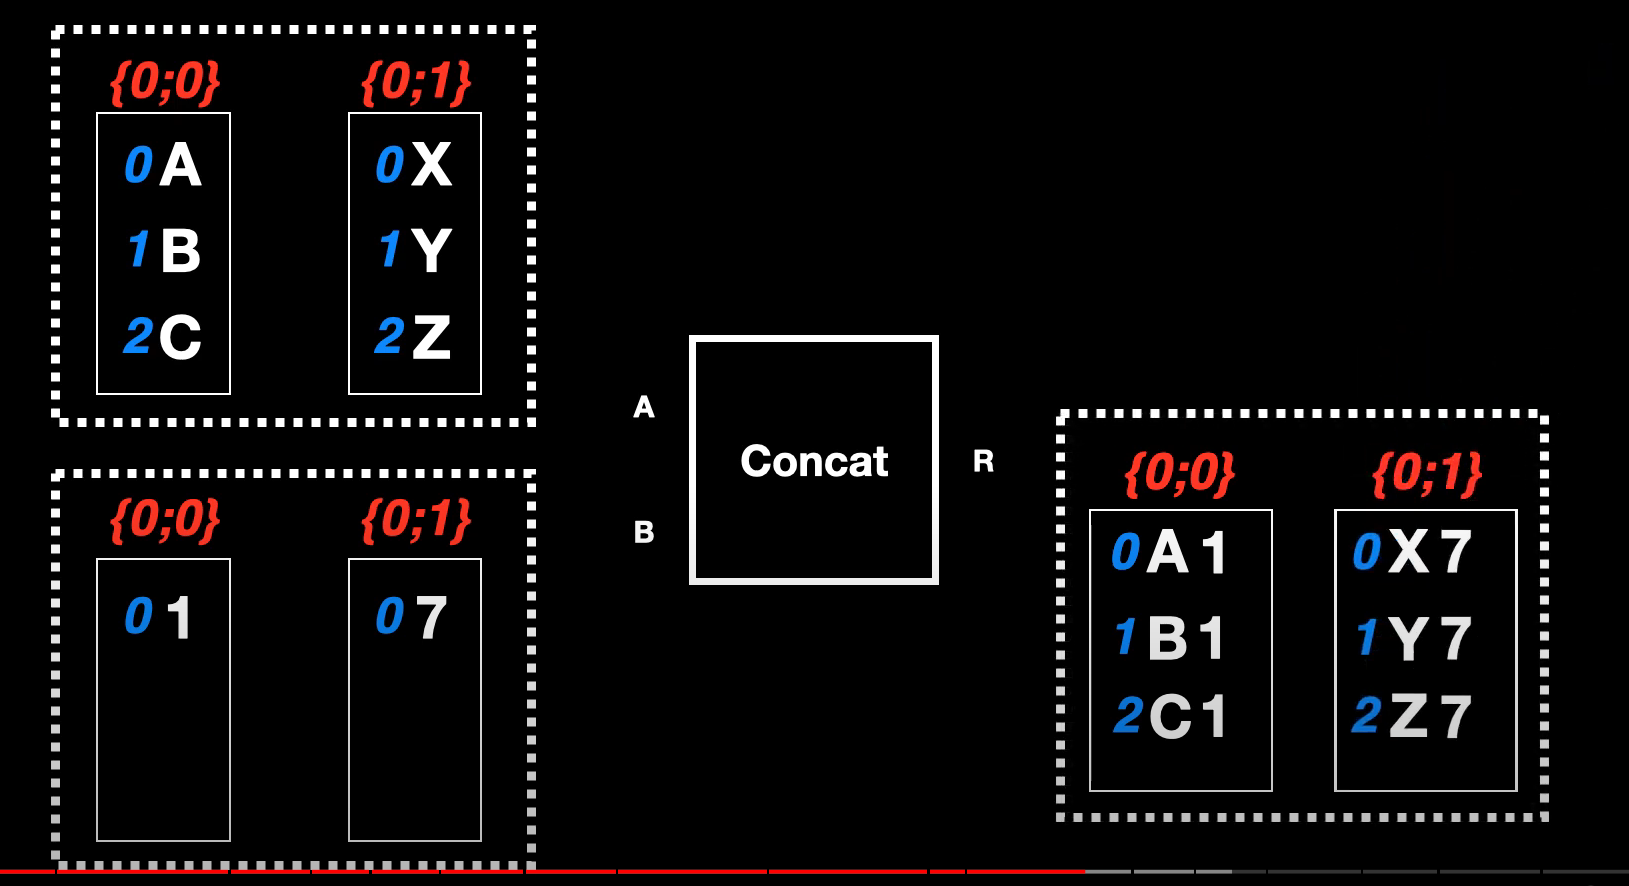 {0;0} {0;1}
0 A 0 X
1 B 1 Y
2 C 2 Z
{0;0} {0;1}
0 1 0 7
A
B
Concat
R
{0;0} {0;1}
0 A 1 0 X 7
1 B 1 1 Y 7
2 C 1 2 Z 7